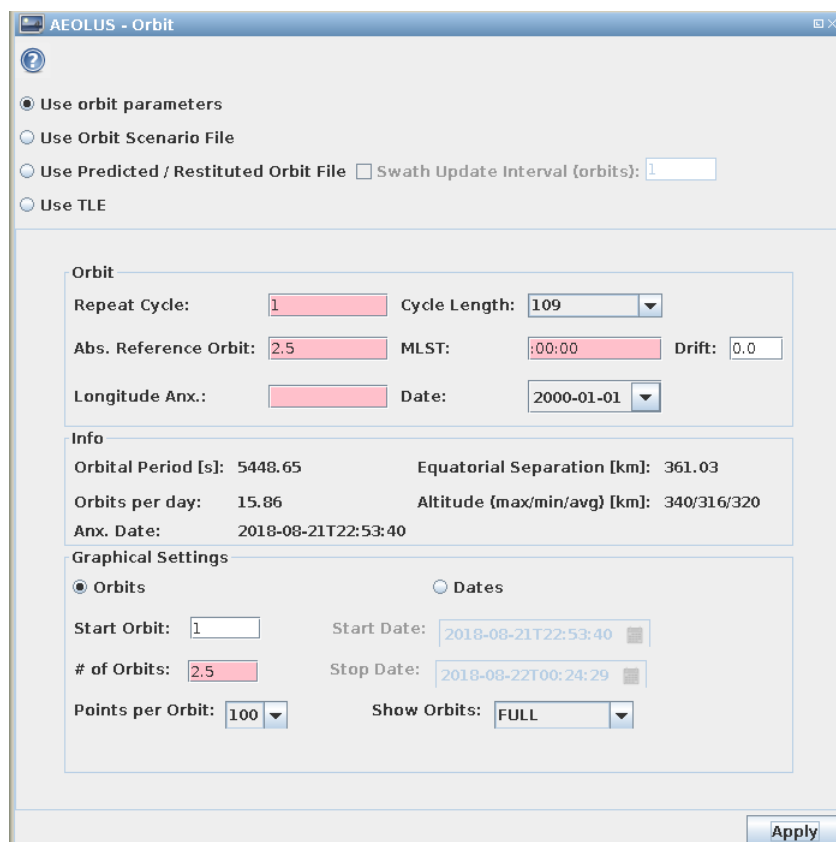 AEOLUS - Orbit
?
Use orbit parameters
Use Orbit Scenario File
Use Predicted / Restituted Orbit File Swath Update Interval (orbits): 1
Use TLE
Orbit
Repeat Cycle: 1 Cycle Length: 109
Abs. Reference Orbit: 2.5 MLST: :00:00 Drift: 0.0
Longitude Anx.: Date: 2000-01-01
Info
Orbital Period [s]: 5448.65 Equatorial Separation [km]: 361.03
Orbits per day: 15.86 Altitude (max/min/avg) [km]: 340/316/320
Anx. Date: 2018-08-21T22:53:40
Graphical Settings
Orbits Dates
Start Orbit: 1 Start Date: 2018-08-21T22:53:40
# of Orbits: 2.5 Stop Date: 2018-08-22T00:24:29
Points per Orbit: 100 Show Orbits: FULL
Apply